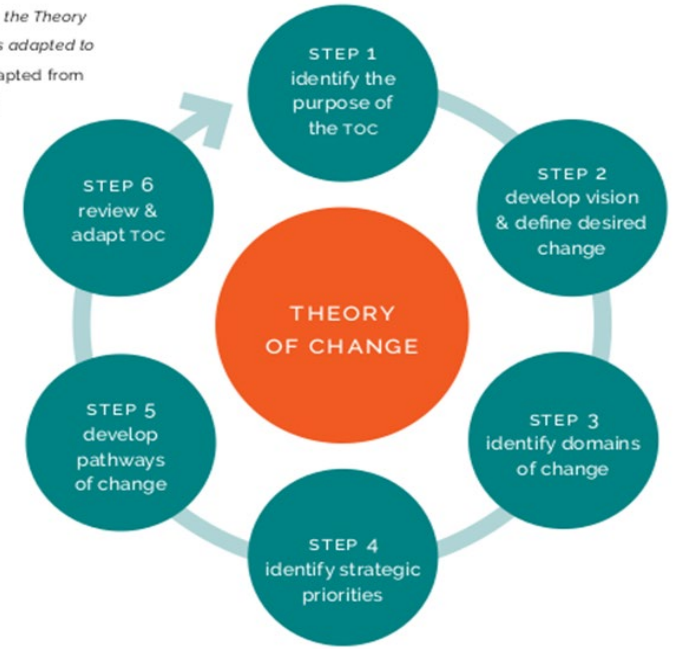 the Theory
s adapted to
apted from
STEP 1
identify the
purpose of
the TOC
STEP 2
develop vision
& define desired
change
STEP 3
identify domains
of change
STEP 4
identify strategic
priorities
STEP 5
develop
pathways
of change
STEP 6
review &
adapt TOC
THEORY
OF CHANGE